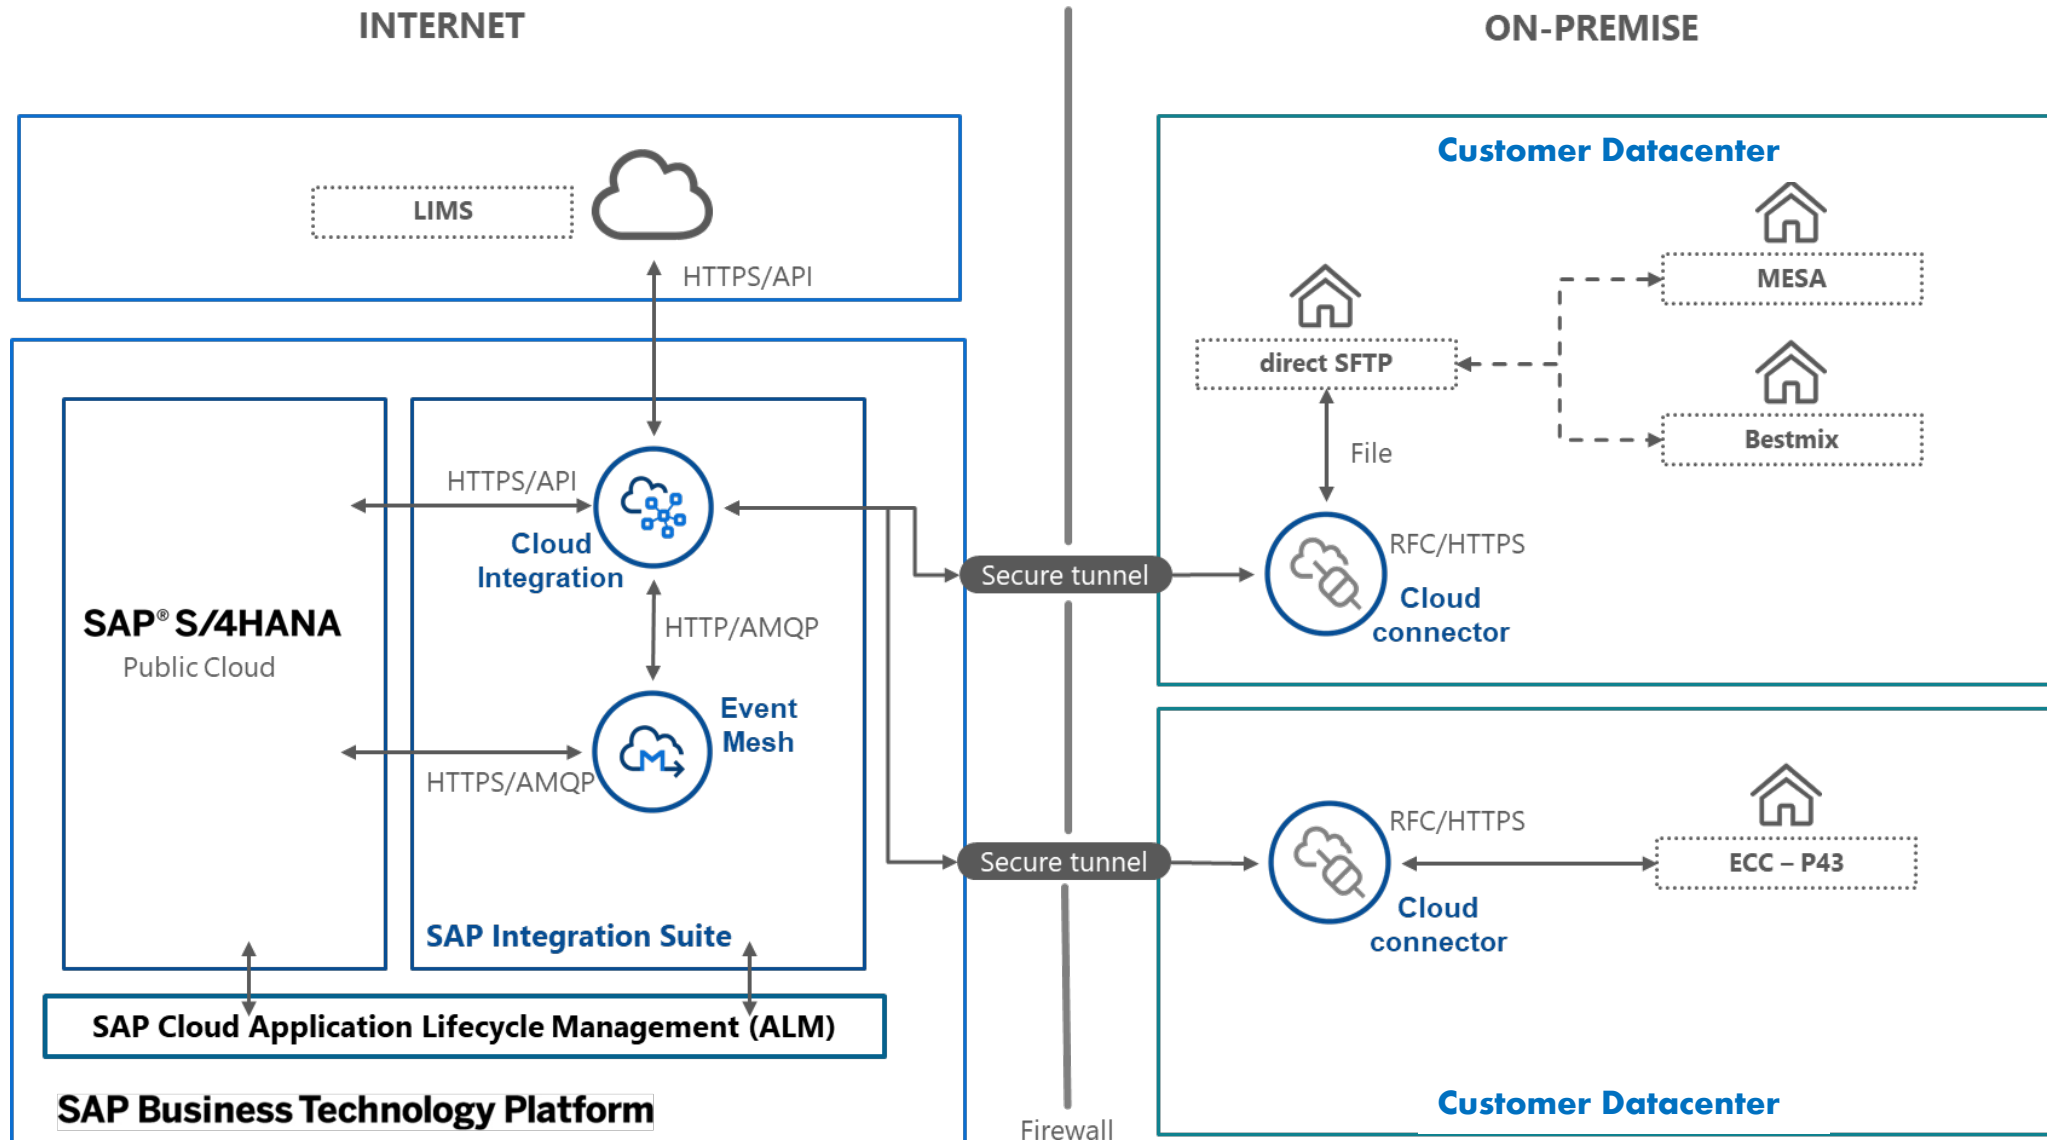 INTERNET
ON-PREMISE
Customer Datacenter
LIMS
HTTPS/API
MESA
direct SFTP
Bestmix
File
HTTPS/API
Cloud
Integration
Secure tunnel
RFC/HTTPS
Cloud
connector
SAP® S/4HANA
Public Cloud
HTTP/AMQP
Event
Mesh
HTTPS/AMQP
Secure tunnel
RFC/HTTPS
ECC – P43
Cloud
connector
SAP Integration Suite
SAP Cloud Application Lifecycle Management (ALM)
SAP Business Technology Platform
Customer Datacenter
Firewall